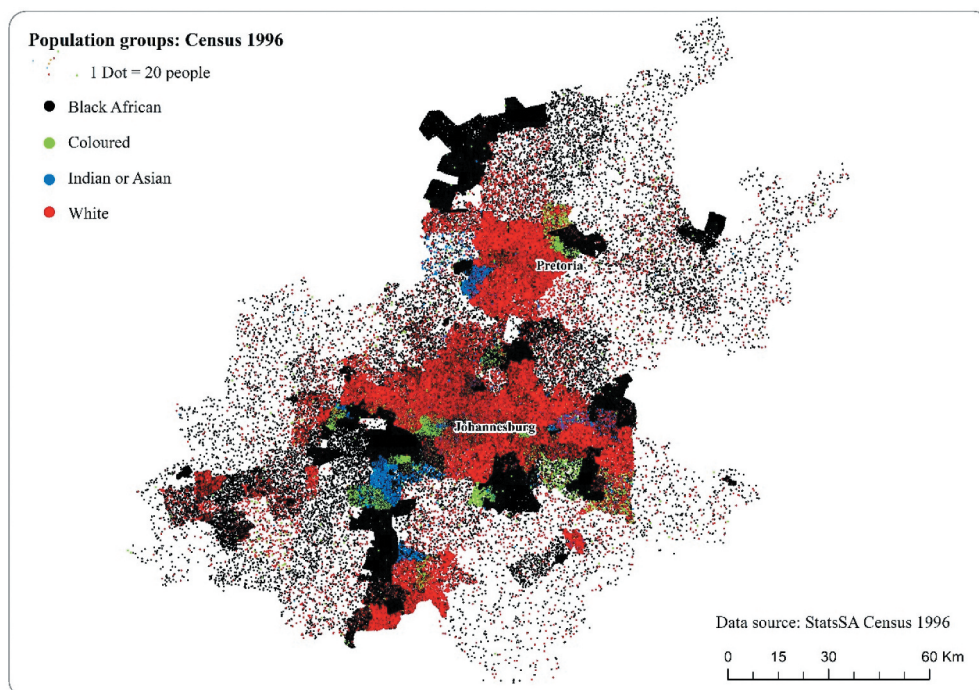 Population groups: Census 1996
1 Dot = 20 people
Black African
Coloured
Indian or Asian
White
Pretoria
Johannesburg
Data source: StatsSA Census 1996
0 15 30 60 Km